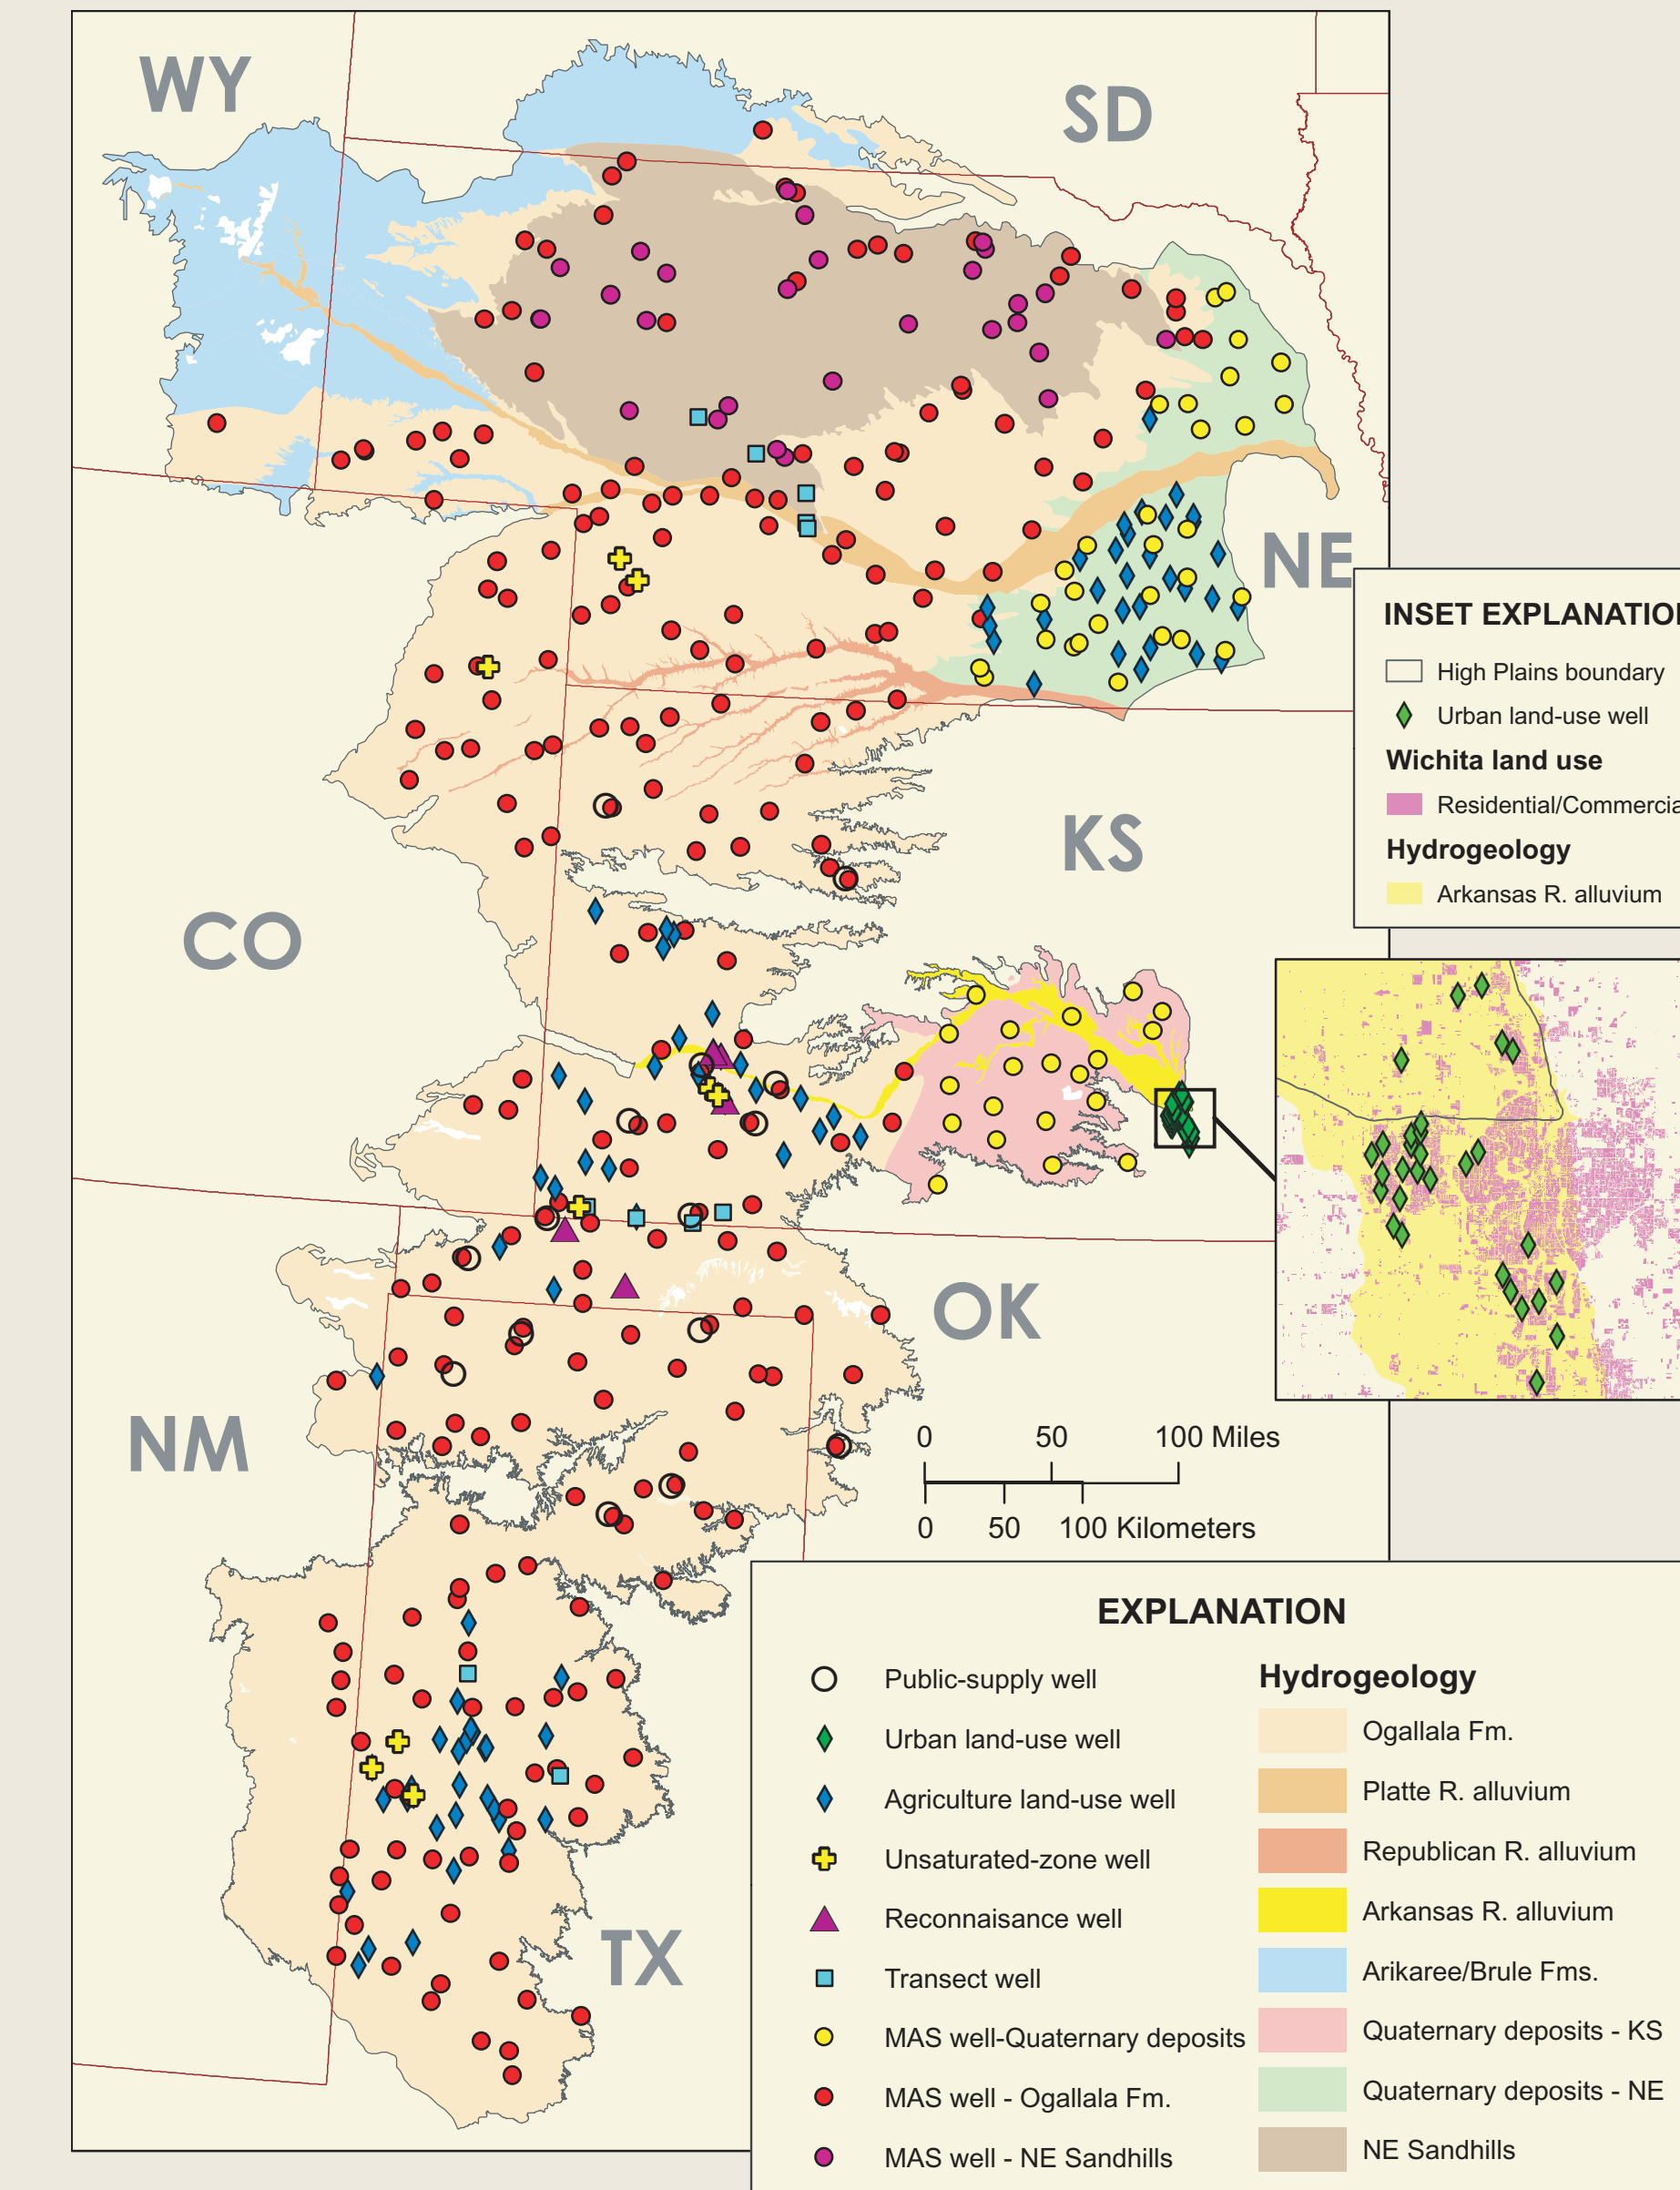 WY
SD
NE
INSET EXPLANATION
High Plains boundary
Urban land-use well
Wichita land use
Residential/Commercia
Hydrogeology
Arkansas R. alluvium
KS
CO
OK
NM
0 50 100 Miles
0 50 100 Kilometers
TX
EXPLANATION
Public-supply well
Urban land-use well
Agriculture land-use well
Unsaturated-zone well
Reconnaisance well
Transect well
MAS well-Quaternary deposits
MAS well - Ogallala Fm.
MAS well - NE Sandhills
Hydrogeology
Ogallala Fm.
Platte R. alluvium
Republican R. alluvium
Arkansas R. alluvium
Arikaree/Brule Fms.
Quaternary deposits - KS
Quaternary deposits - NE
NE Sandhills